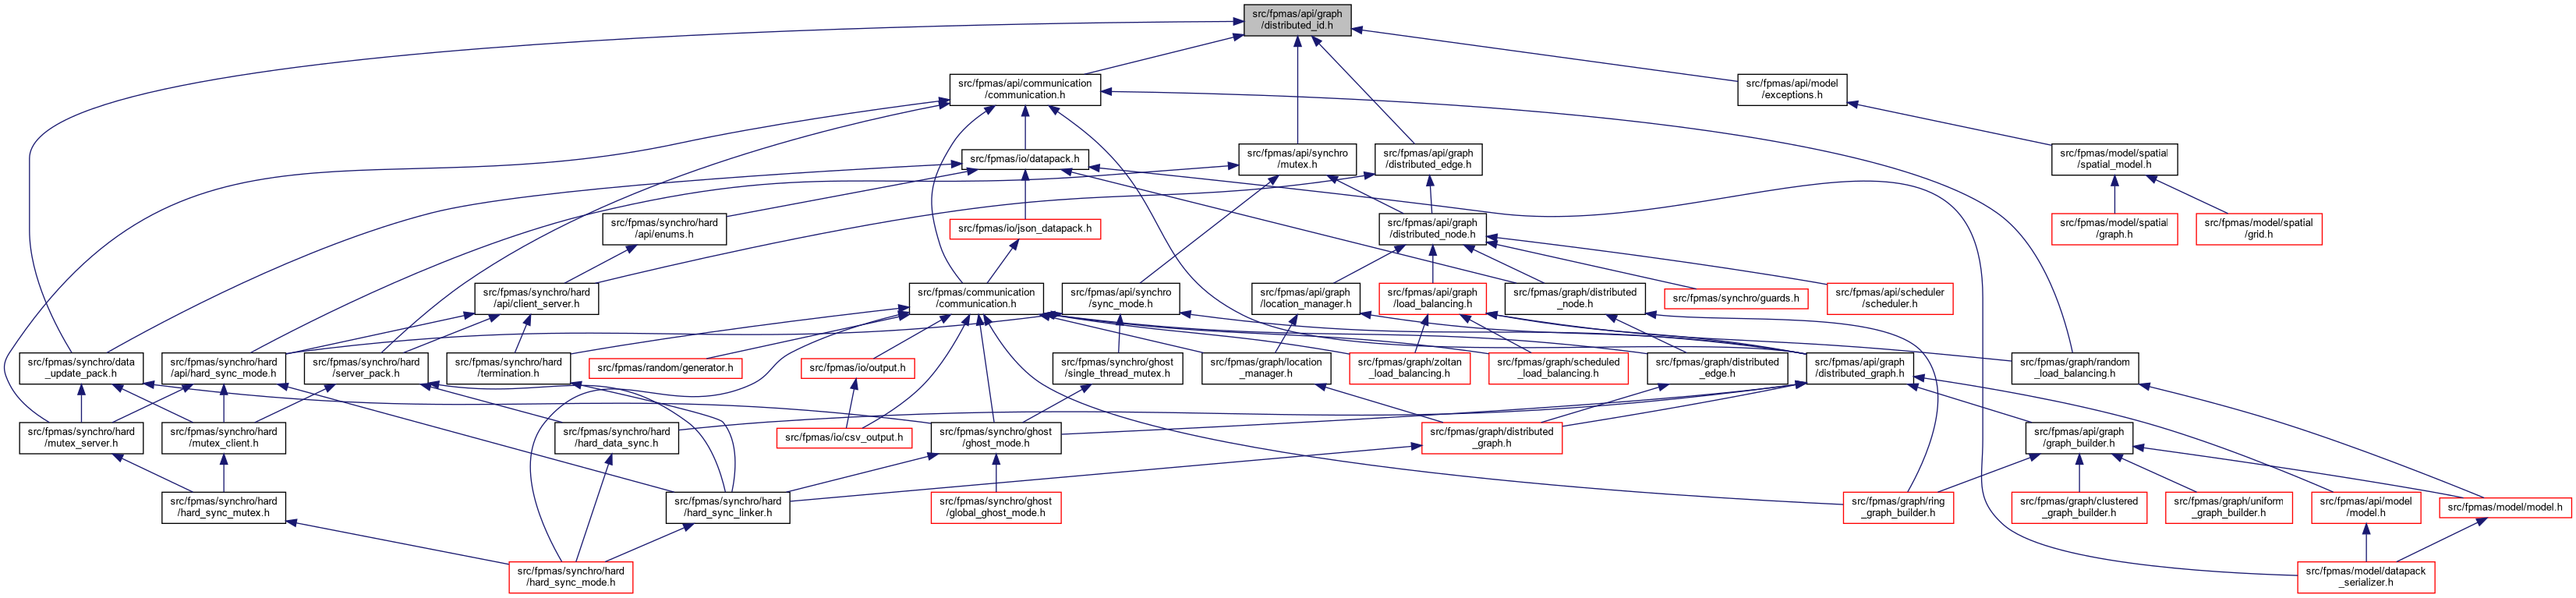 src/fpmas/api/graph
/distributed_id.h
src/fpmas/api/communication
/communication.h
src/fpmas/api/model
/exceptions.h
src/fpmas/io/datapack.h
src/fpmas/api/synchro
/mutex.h
src/fpmas/api/graph
/distributed_edge.h
src/fpmas/model/spatial
/spatial_model.h
src/fpmas/synchro/hard
/api/enums.h
src/fpmas/io/json_datapack.h
src/fpmas/api/graph
/distributed_node.h
src/fpmas/model/spatial
/graph.h
src/fpmas/model/spatial
/grid.h
src/fpmas/synchro/hard
/api/client_server.h
src/fpmas/communication
/communication.h
src/fpmas/api/synchro
/sync_mode.h
src/fpmas/api/graph
/location_manager.h
src/fpmas/api/graph
/load_balancing.h
src/fpmas/graph/distributed
_node.h
src/fpmas/synchro/guards.h
src/fpmas/api/scheduler
/scheduler.h
src/fpmas/synchro/data
_update_pack.h
src/fpmas/synchro/hard
/api/hard_sync_mode.h
src/fpmas/synchro/hard
/server_pack.h
src/fpmas/synchro/hard
/termination.h
src/fpmas/random/generator.h
src/fpmas/io/output.h
src/fpmas/synchro/ghost
/single_thread_mutex.h
src/fpmas/graph/location
_manager.h
src/fpmas/graph/zoltan
_load_balancing.h
src/fpmas/graph/scheduled
_load_balancing.h
src/fpmas/graph/distributed
_edge.h
src/fpmas/api/graph
/distributed_graph.h
src/fpmas/graph/random
_load_balancing.h
src/fpmas/synchro/hard
/mutex_server.h
src/fpmas/synchro/hard
/mutex_client.h
src/fpmas/synchro/hard
/hard_data_sync.h
src/fpmas/io/csv_output.h
src/fpmas/synchro/ghost
/ghost_mode.h
src/fpmas/graph/distributed
_graph.h
src/fpmas/api/graph
/graph_builder.h
src/fpmas/synchro/hard
/hard_sync_mutex.h
src/fpmas/synchro/hard
/hard_sync_linker.h
src/fpmas/synchro/ghost
/global_ghost_mode.h
src/fpmas/graph/ring
_graph_builder.h
src/fpmas/graph/clustered
_graph_builder.h
src/fpmas/graph/uniform
_graph_builder.h
src/fpmas/api/model
/model.h
src/fpmas/model/model.h
src/fpmas/synchro/hard
/hard_sync_mode.h
src/fpmas/model/datapack
_serializer.h